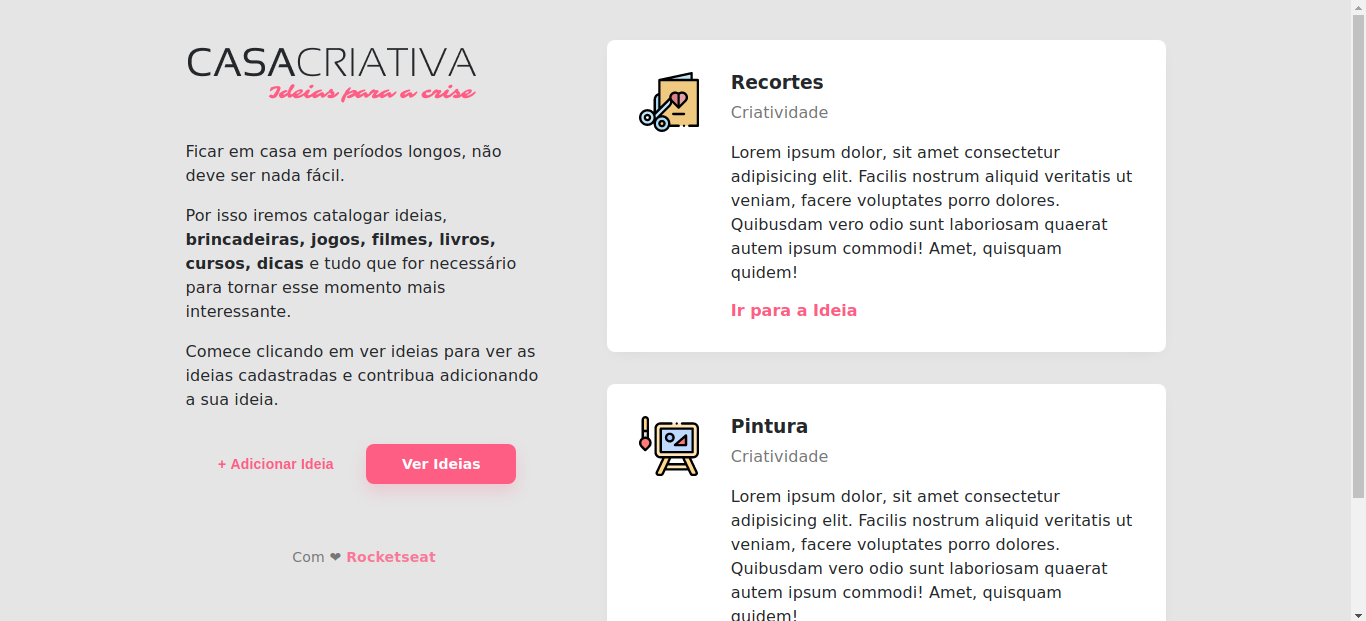 CASACRIATIVA
Ideias para a crise
Ficar em casa em períodos longos, não
deve ser nada fácil.
Por isso iremos catalogar ideias,
brincadeiras, jogos, filmes, livros,
cursos, dicas e tudo que for necessário
para tornar esse momento mais
interessante.
Comece clicando em ver ideias para ver as
ideias cadastradas e contribua adicionando
a sua ideia.
+ Adicionar Ideia
Ver Ideias
Com ❤ Rocketseat
Recortes
Criatividade
Lorem ipsum dolor, sit amet consectetur
adipisicing elit. Facilis nostrum aliquid veritatis ut
veniam, facere voluptates porro dolores.
Quibusdam vero odio sunt laboriosam quaerat
autem ipsum commodi! Amet, quisquam
quidem!
Ir para a Ideia
Pintura
Criatividade
Lorem ipsum dolor, sit amet consectetur
adipisicing elit. Facilis nostrum aliquid veritatis ut
veniam, facere voluptates porro dolores.
Quibusdam vero odio sunt laboriosam quaerat
autem ipsum commodi! Amet, quisquam
quidem!